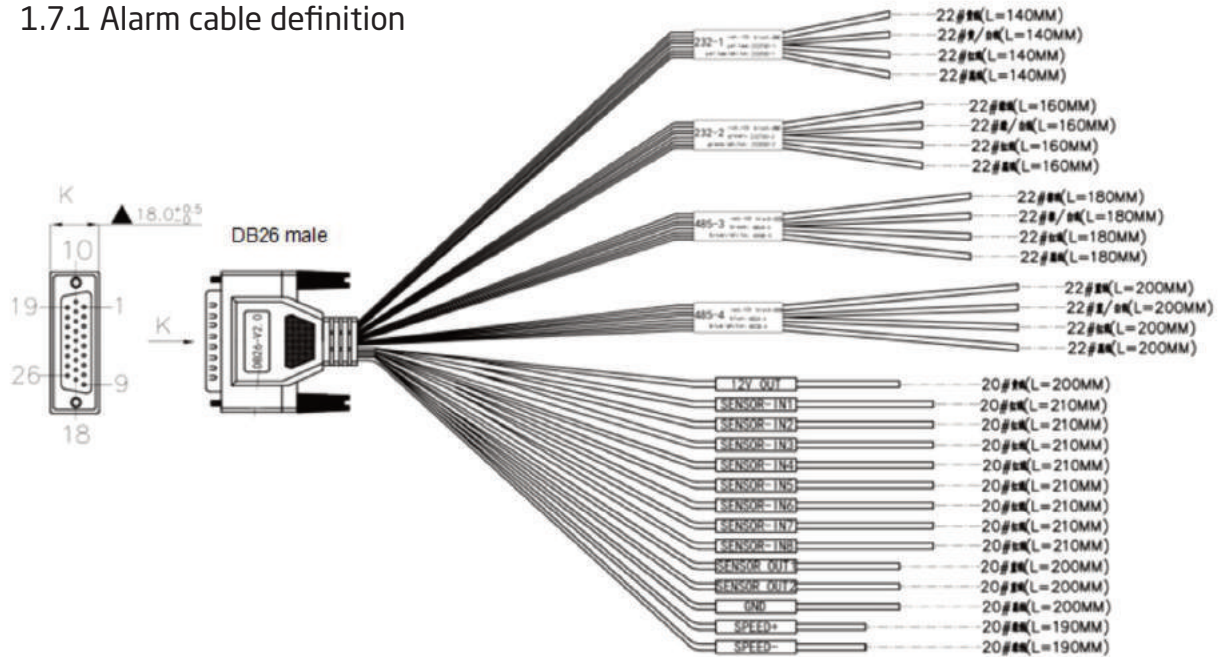 1.7.1 Alarm cable definition
K
18.0
10
19
1
26
9
18
K
DB26 male
DB26-V2.0
232-1
22# (L=140MM)
22# / (L=140MM)
22# (L=140MM)
22# (L=140MM)
232-2
22# (L=160MM)
22# / (L=160MM)
22# (L=160MM)
22# (L=160MM)
485-3
22# (L=180MM)
22# / (L=180MM)
22# (L=180MM)
22# (L=180MM)
485-4
22# (L=200MM)
22# / (L=200MM)
22# (L=200MM)
22# (L=200MM)
12V OUT 20# (L=200MM)
SENSOR-IN1 20# (L=210MM)
SENSOR-IN2 20# (L=210MM)
SENSOR-IN3 20# (L=210MM)
SENSOR-IN4 20# (L=210MM)
SENSOR-IN5 20# (L=210MM)
SENSOR-IN6 20# (L=210MM)
SENSOR-IN7 20# (L=210MM)
SENSOR-IN8 20# (L=210MM)
SENSOR OUT1 20# (L=200MM)
SENSOR OUT2 20# (L=200MM)
GND 20# (L=200MM)
SPEED+ 20# (L=190MM)
SPEED- 20# (L=190MM)